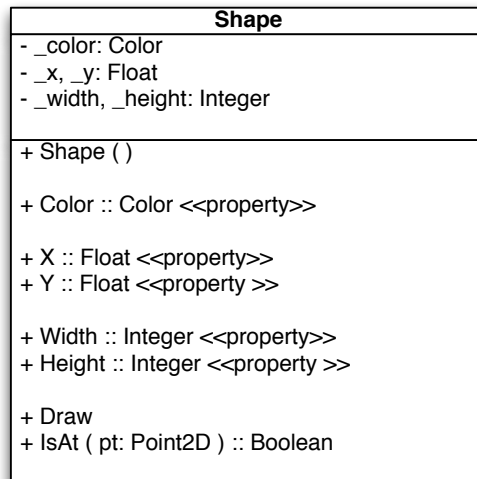 Shape
- _color: Color
- _x, _y: Float
- _width, _height: Integer
+ Shape ( )
+ Color :: Color <<property>>
+ X :: Float <<property>>
+ Y :: Float <<property >>
+ Width :: Integer <<property>>
+ Height :: Integer <<property >>
+ Draw
+ IsAt ( pt: Point2D ) :: Boolean